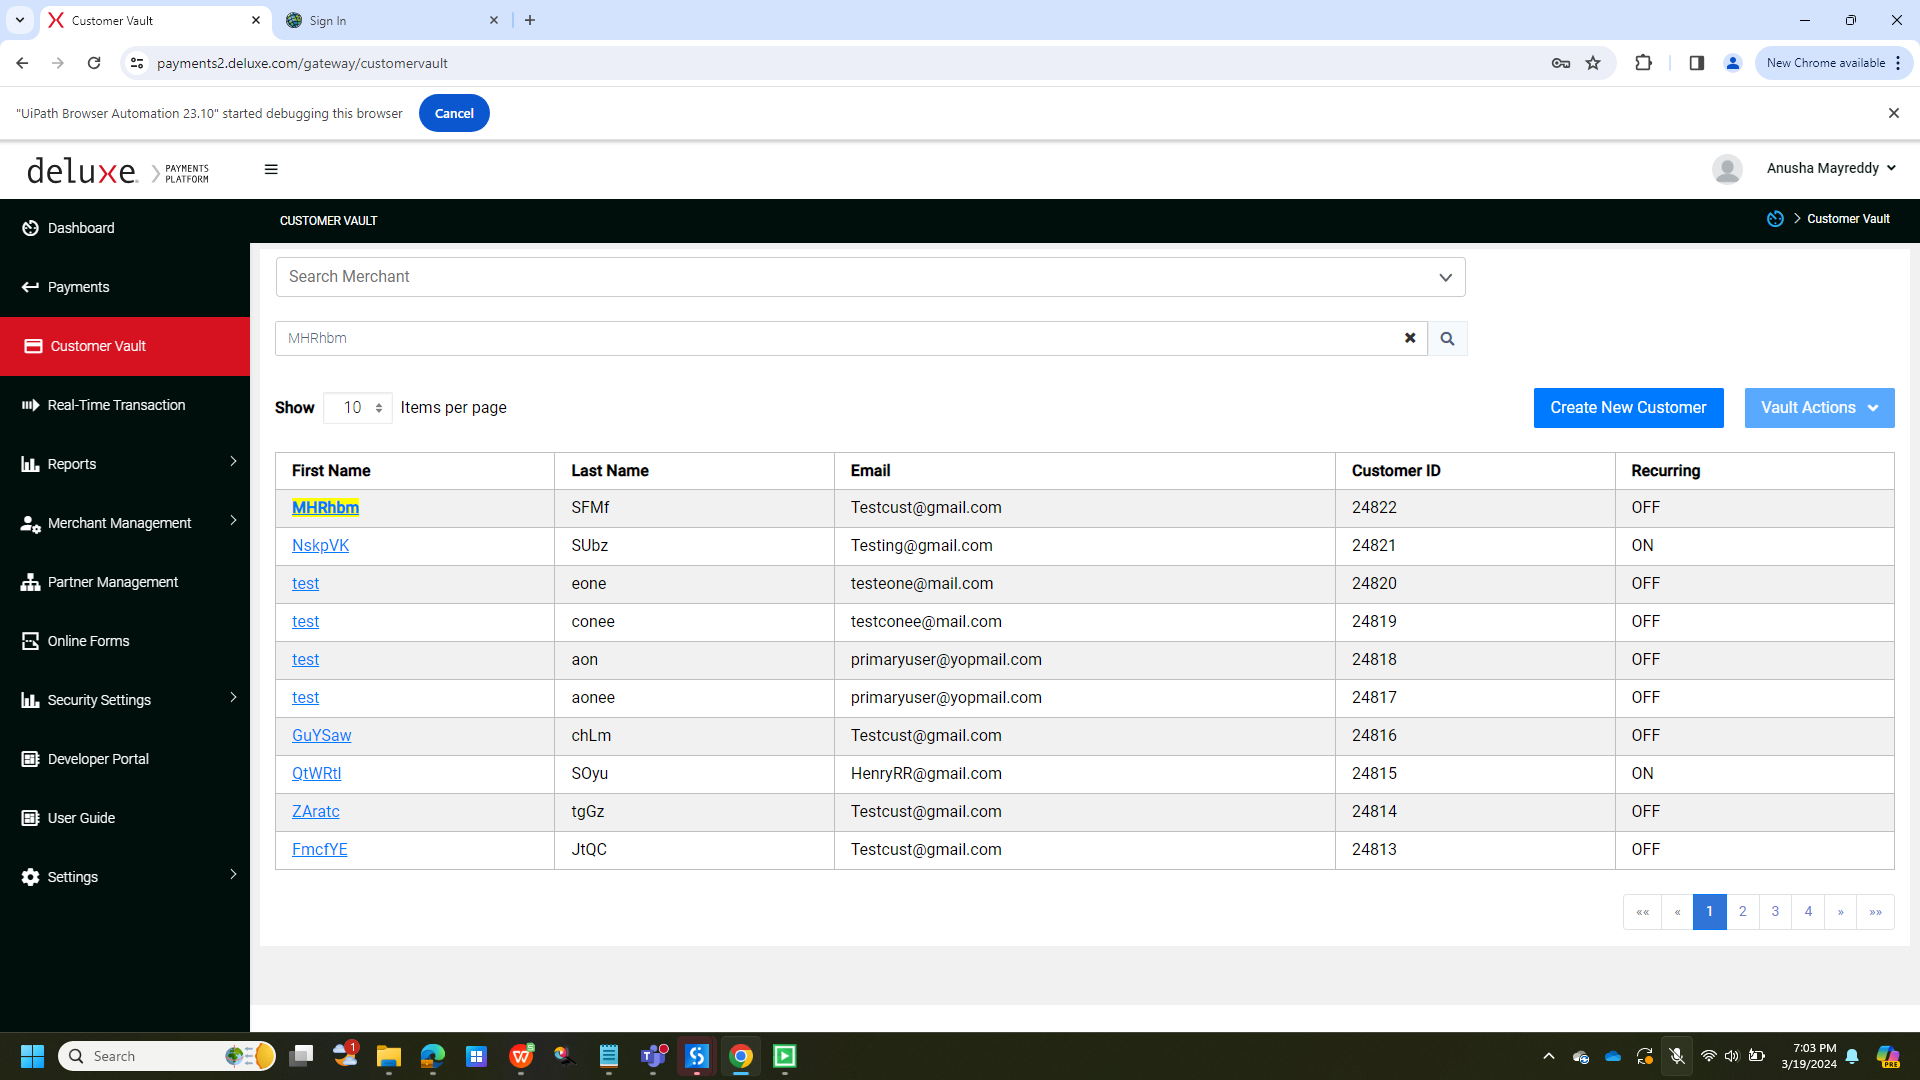 Customer Vault
Sign In
payments2.deluxe.com/gateway/customervault
New Chrome available
"UiPath Browser Automation 23.10" started debugging this browser
Cancel
deluxe.
PAYMENTS
PLATFORM
Anusha Mayreddy
Dashboard
CUSTOMER VAULT
Customer Vault
Payments
Search Merchant
Customer Vault
MHRhbm
Real-Time Transaction
Show 10 Items per page
Create New Customer
Vault Actions
Reports
Merchant Management
Partner Management
Online Forms
Security Settings
Developer Portal
User Guide
Settings
First Name Last Name Email Customer ID Recurring
MHRhbm SFMf Testcust@gmail.com 24822 OFF
NskpVK SUbz Testing@gmail.com 24821 ON
test eone testeone@mail.com 24820 OFF
test conee testconee@mail.com 24819 OFF
test aon primaryuser@yopmail.com 24818 OFF
test aonee primaryuser@yopmail.com 24817 OFF
GuYSaw chLm Testcust@gmail.com 24816 OFF
QtWRtl SOyu HenryRR@gmail.com 24815 ON
ZAratc tgGz Testcust@gmail.com 24814 OFF
FmcfYE JtQC Testcust@gmail.com 24813 OFF
«« « 1 2 3 4 » »»
Search
1
7:03 PM
3/19/2024
PRE